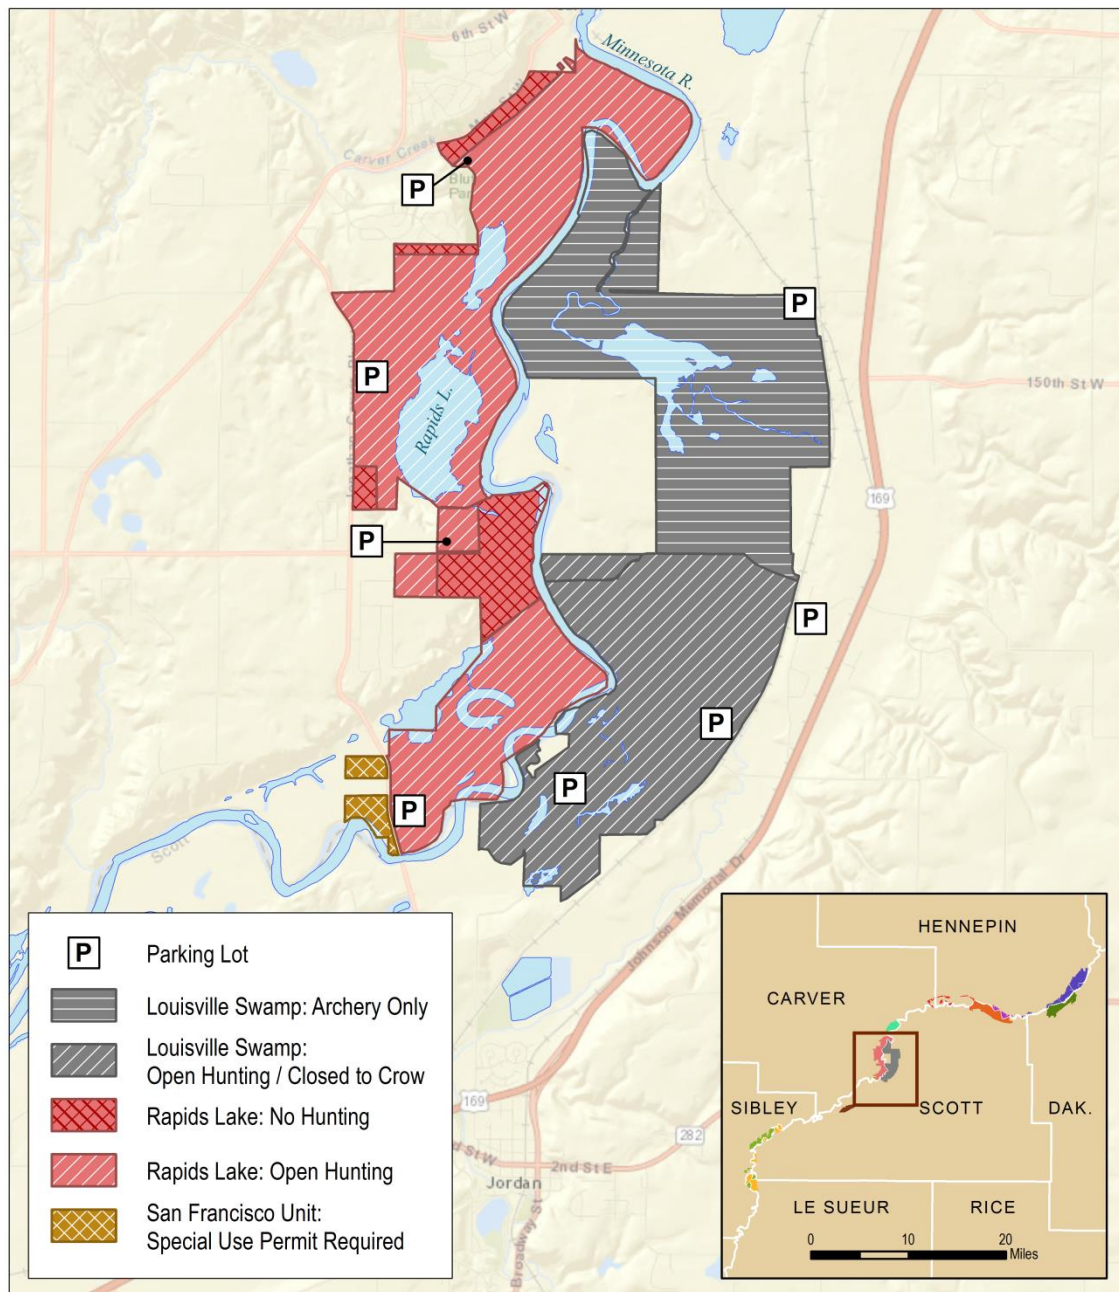 6th St W
Minnesota R.
Carver Creek
P
P
150th St W
P
Rapids L.
169
P
P
P
P
P
Scott
Johnson Memorial Dr
P
Parking Lot
Louisville Swamp: Archery Only
Louisville Swamp:
Open Hunting / Closed to Crow
Rapids Lake: No Hunting
Rapids Lake: Open Hunting
San Francisco Unit:
Special Use Permit Required
169
282
2nd St E
Jordan
Broadway St
HENNEPIN
CARVER
SIBLEY
SCOTT
DAK.
LE SUEUR
RICE
0 10 20
Miles